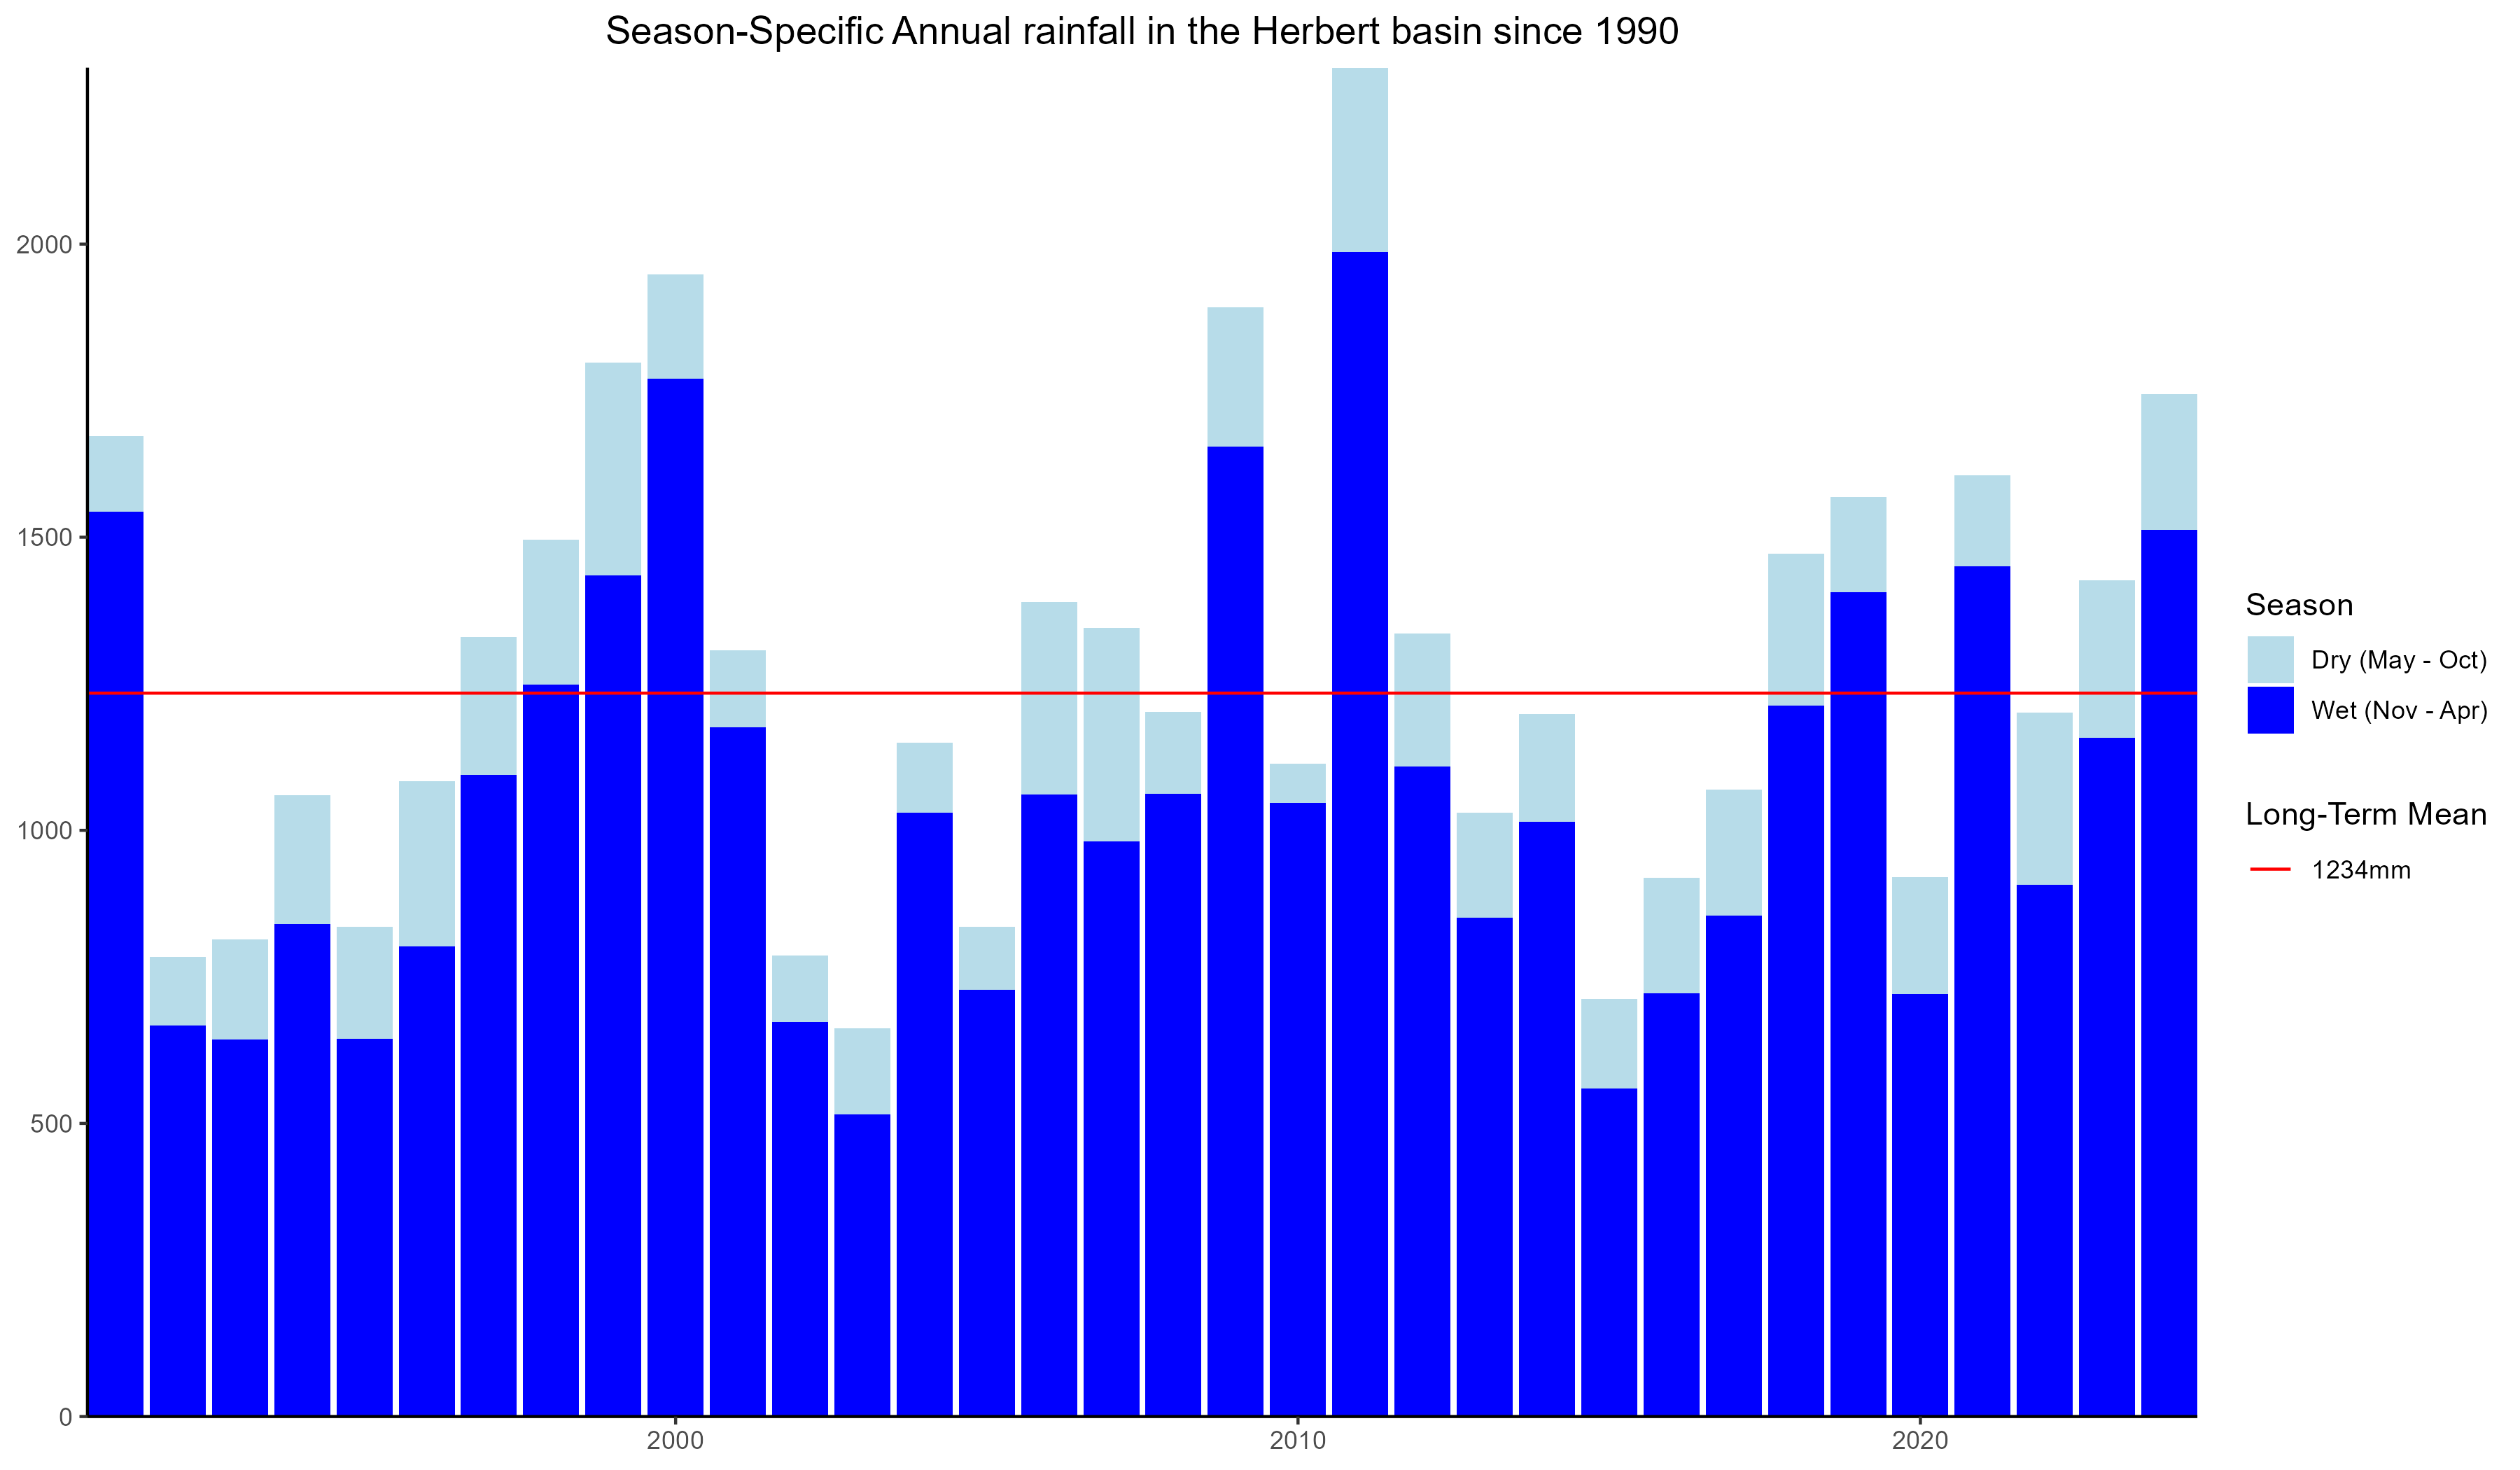 Season-Specific Annual rainfall in the Herbert basin since 1990
2000
1500
1000
500
0
2000
2010
2020
Season
Dry (May - Oct)
Wet (Nov - Apr)
Long-Term Mean
1234mm